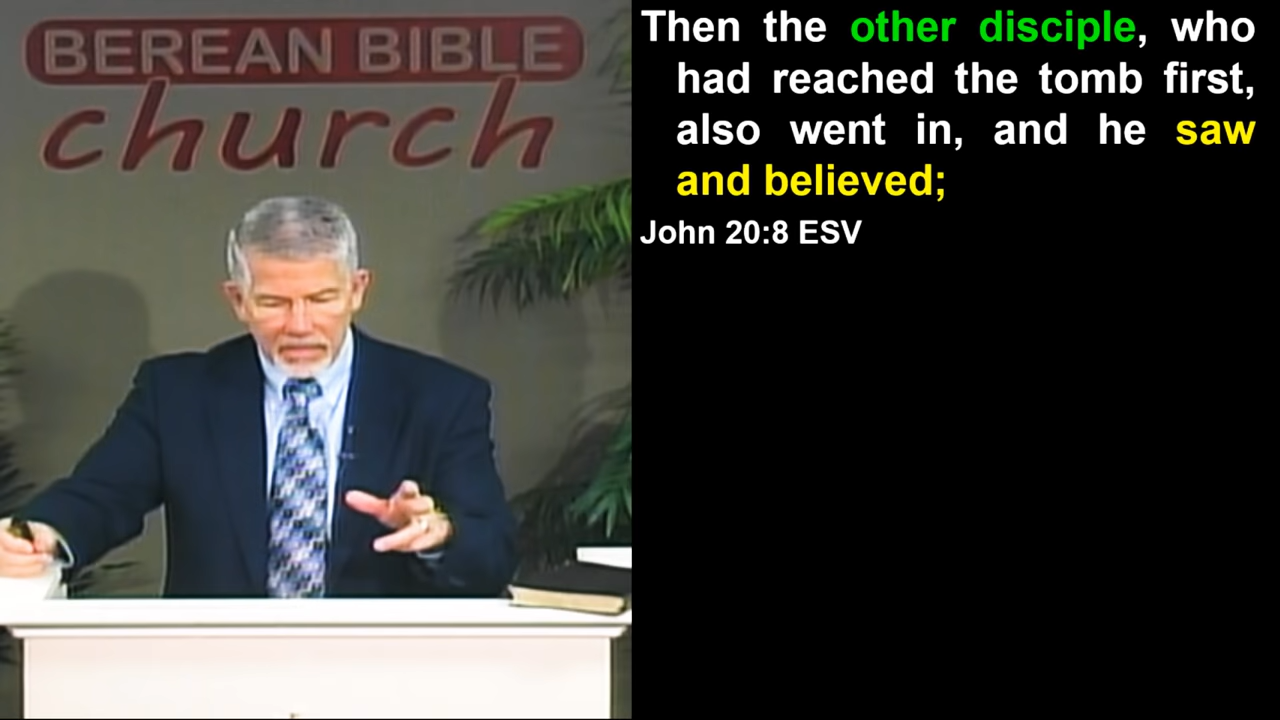 BEREAN BIBLE
church
Then the other disciple, who
had reached the tomb first,
also went in, and he saw
and believed;
John 20:8 ESV